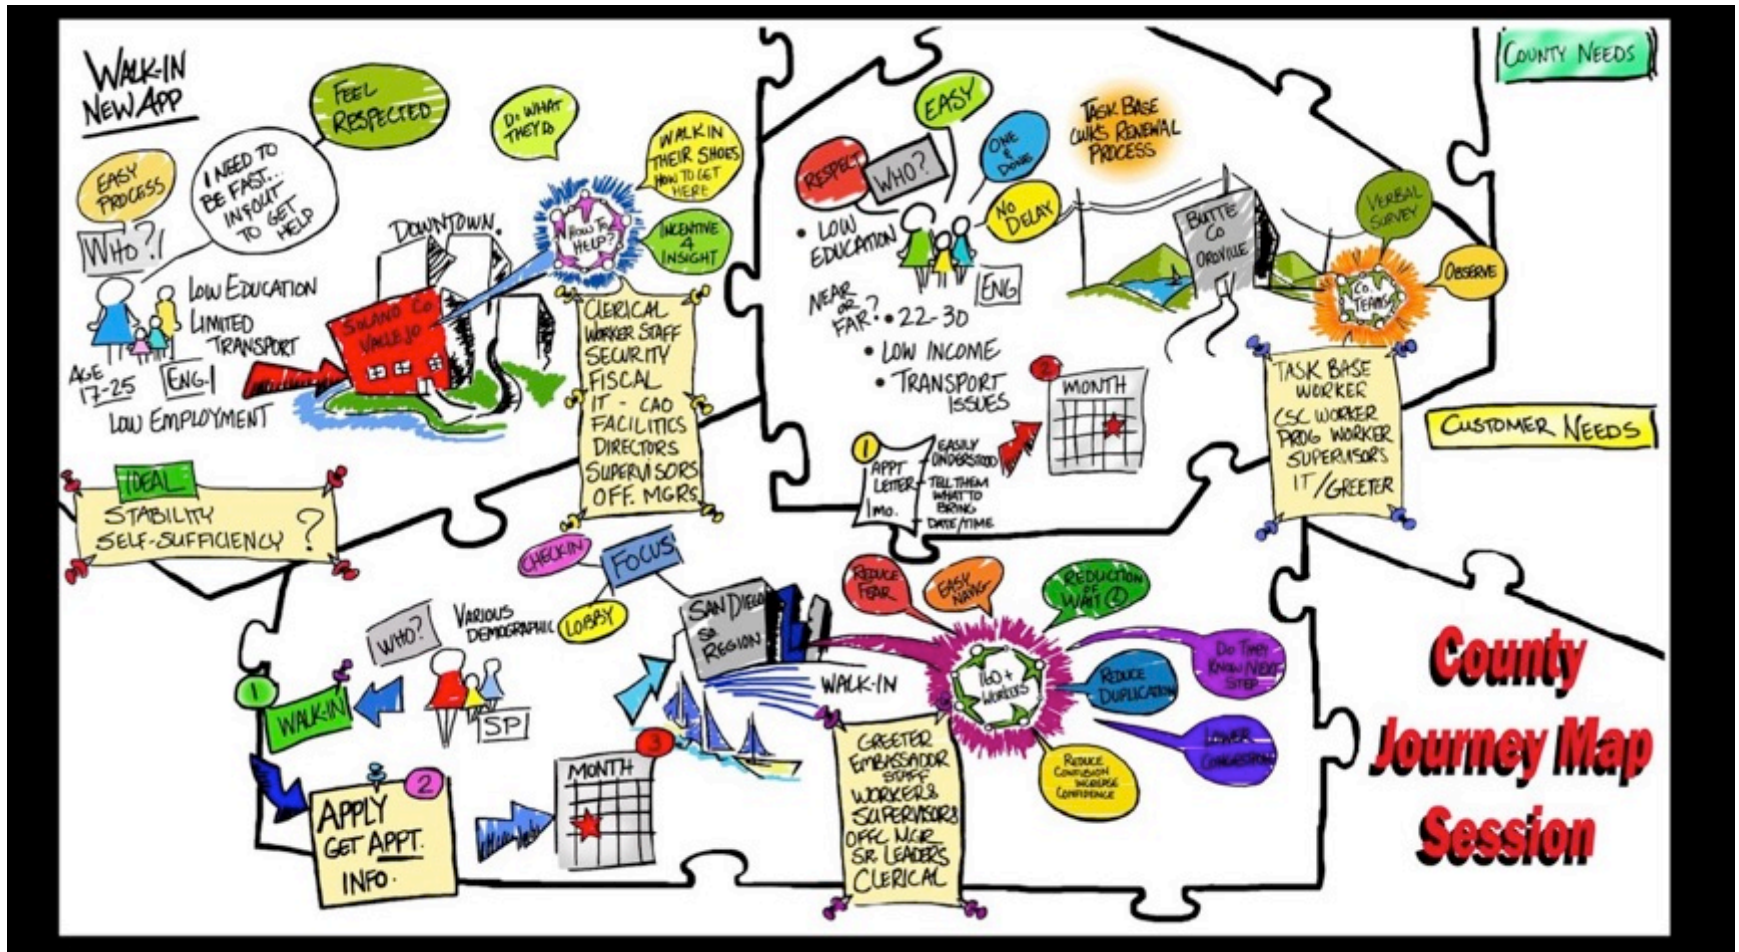 WALK-IN
NEW APP
FEEL
RESPECTED
I NEED TO
BE FAST...
IN & OUT
TO GET
HELP
EASY
PROCESS
WHO?
LOW EDUCATION
LIMITED
TRANSPORT
AGE
17-25
ENG.
LOW EMPLOYMENT
DOWNTOWN.
SOLANO CO.
VALLEJO
DO WHAT
THEY DO
WALK IN
THEIR SHOES
HOW TO GET
HERE
INCENTIVE
4
INSIGHT
HOW TO
HELP?
CLERICAL
WORKER STAFF
SECURITY
FISCAL
IT - CAO
FACILITICS
DIRECTORS
SUPERVISORS
OFF. MGRS
IDEAL
STABILITY
SELF-SUFFICIENCY ?
EASY
ONE
&
DONE
RESPECT
WHO?
NO
DELAY
TASK BASE
CWKS RENEWAL
PROCESS
• LOW
EDUCATION
NEAR
OR
FAR?
ENG
• 22-30
• LOW INCOME
• TRANSPORT
ISSUES
BUTTE
CO
OROVILLE
VERBAL
SURVEY
OBSERVE
CO.
TEAMS
TASK BASE
WORKER
CSC WORKER
PROG WORKER
SUPERVISORS
IT/GREETER
1
APPT
LETTER
1mo.
EASILY
UNDERSTOOD
TELL THEM
WHAT TO
BRING
DATE/TIME
2
MONTH
COUNTY NEEDS
CUSTOMER NEEDS
CHECKIN
FOCUS
LOBBY
WHO?
VARIOUS
DEMOGRAPHIC
SP
1
WALK-IN
2
APPLY
GET APPT.
INFO.
3
MONTH
SAN DIEGO
SO.
REGION
WALK-IN
160+
WORKERS
REDUCE
FEAR
EASY
NAVIG
REDUCTION
OF
WAIT
DO THEY
KNOW NEXT
STEP
REDUCE
DUPLICATION
LOWER
CONGESTION
REDUCE
CONFUSION
INCREASE
CONFIDENCE
GREETER
EMBASSADOR
STAFF
WORKERS
SUPERVISORS
OFFC MGR
SR. LEADERS
CLERICAL
County
Journey Map
Session